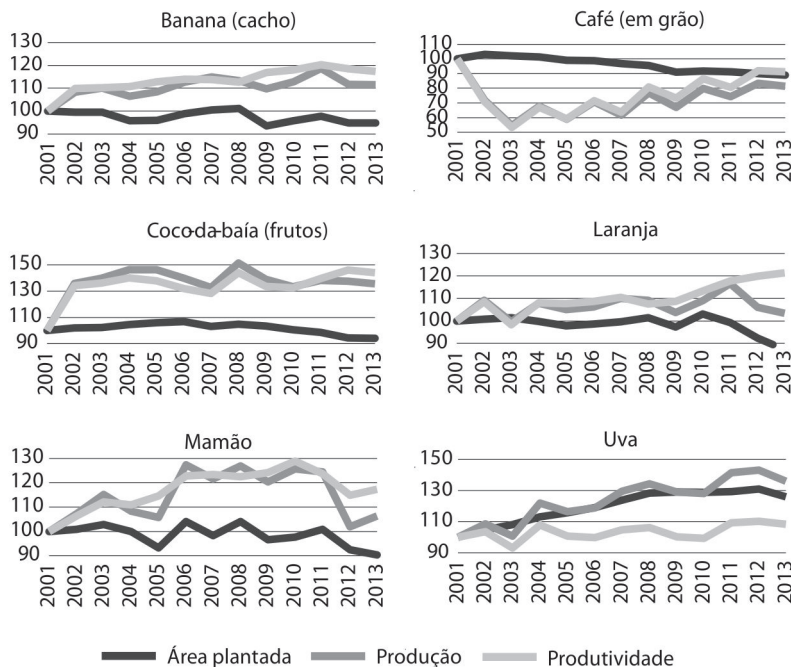 Banana (cacho)
130
120
110
100
90
2001 2002 2003 2004 2005 2006 2007 2008 2009 2010 2011 2012 2013
Café (em grão)
110
100
90
80
70
60
50
2001 2002 2003 2004 2005 2006 2007 2008 2009 2010 2011 2012 2013
Coco-da-baía (frutos)
150
130
110
90
2001 2002 2003 2004 2005 2006 2007 2008 2009 2010 2011 2012 2013
Laranja
130
120
110
100
90
2001 2002 2003 2004 2005 2006 2007 2008 2009 2010 2011 2012 2013
Mamão
130
120
110
100
90
2001 2002 2003 2004 2005 2006 2007 2008 2009 2010 2011 2012 2013
Uva
150
130
110
90
2001 2002 2003 2004 2005 2006 2007 2008 2009 2010 2011 2012 2013
Área plantada Produção Produtividade